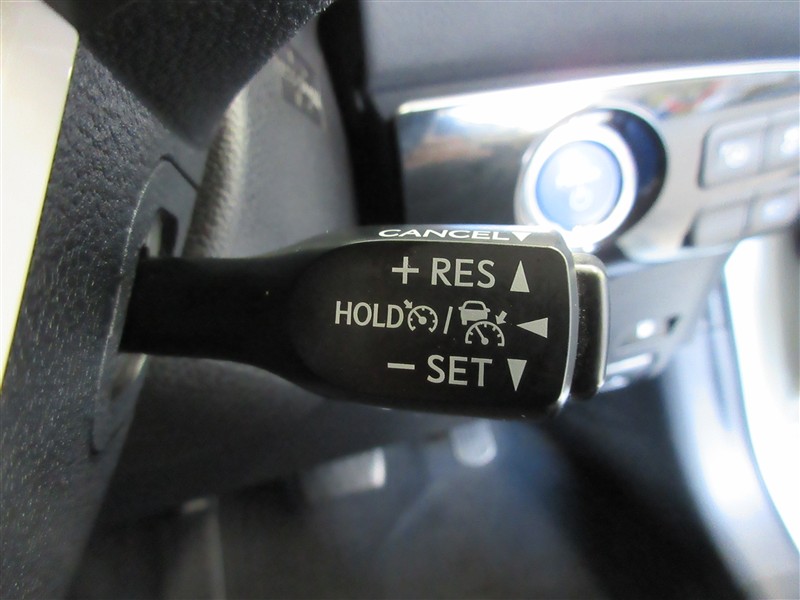 CANCEL▼
+ RES ▲
HOLD / ◄
− SET ▼